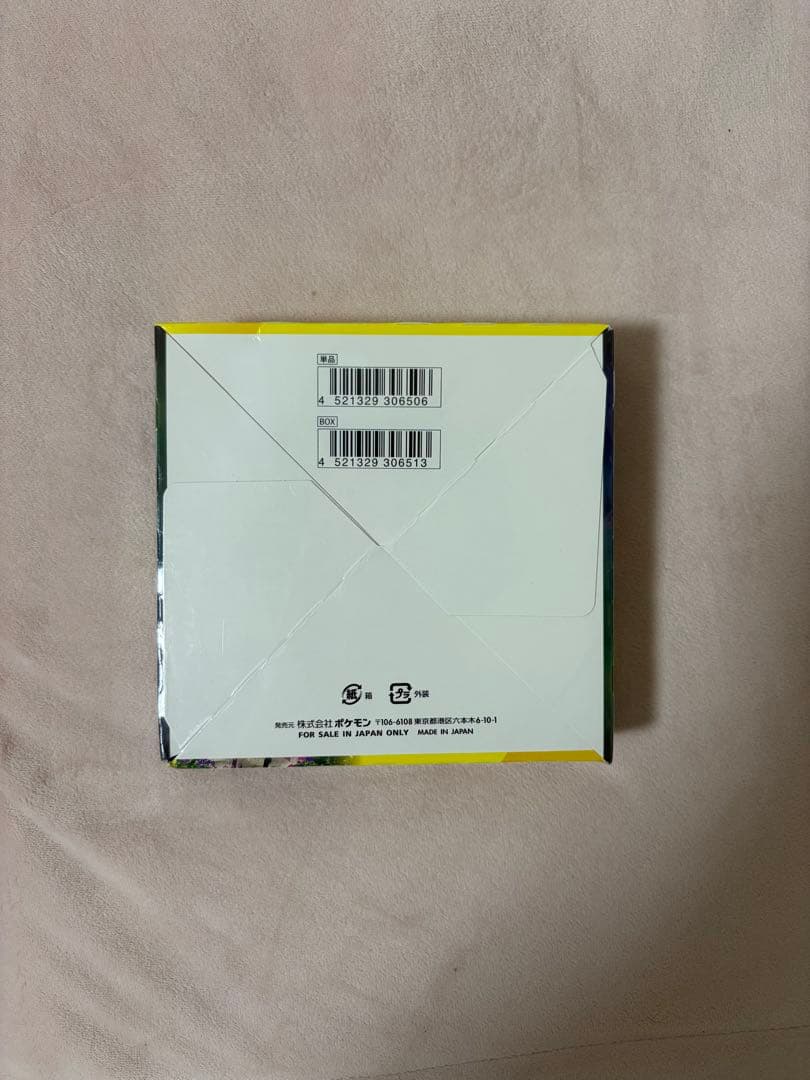 単品
4 521329 306506
BOX
4 521329 306513
紙 箱 プラ 外装
発売元 株式会社 ポケモン 〒106-6108 東京都港区六本木6-10-1
FOR SALE IN JAPAN ONLY MADE IN JAPAN